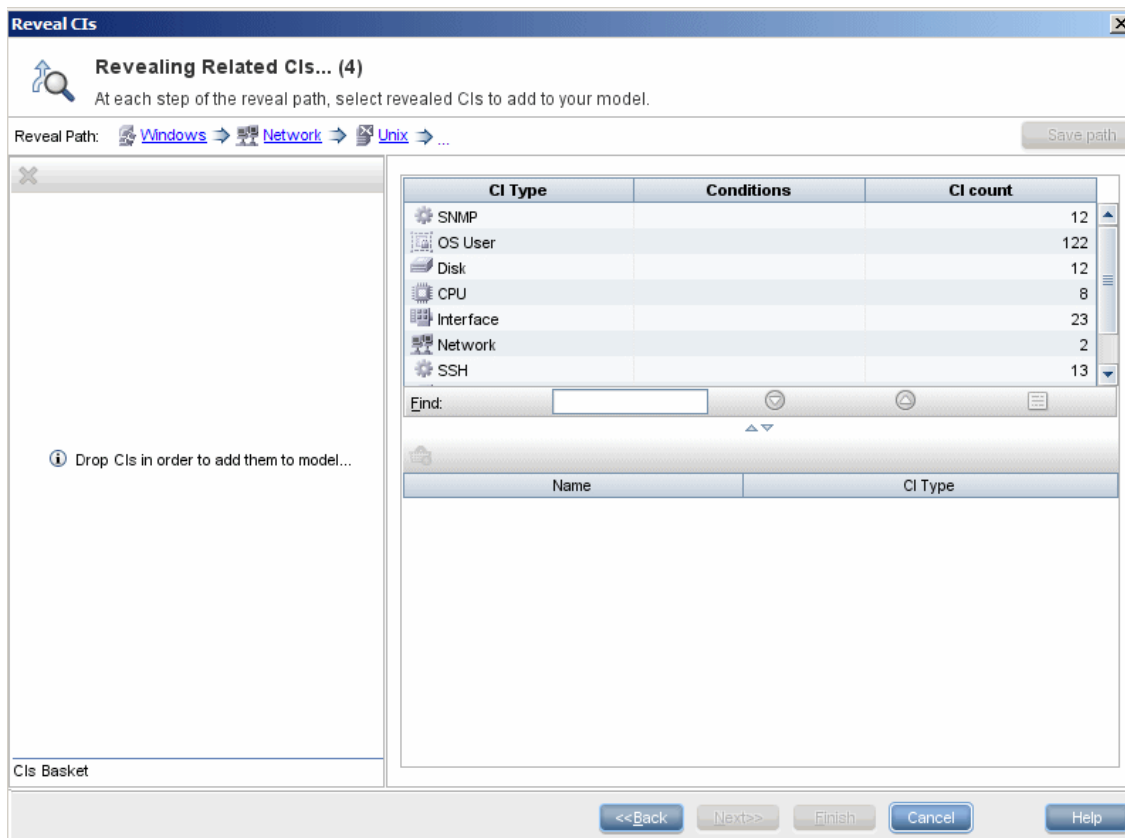 Reveal CIs
Revealing Related CIs... (4)
At each step of the reveal path, select revealed CIs to add to your model.
Reveal Path: Windows Network Unix ... Save path
CI Type Conditions CI count
SNMP 12
OS User 122
Disk 12
CPU 8
Interface 23
Network 2
SSH 13
Find:
Drop CIs in order to add them to model...
Name CI Type
CIs Basket
<<Back Next>> Finish Cancel Help